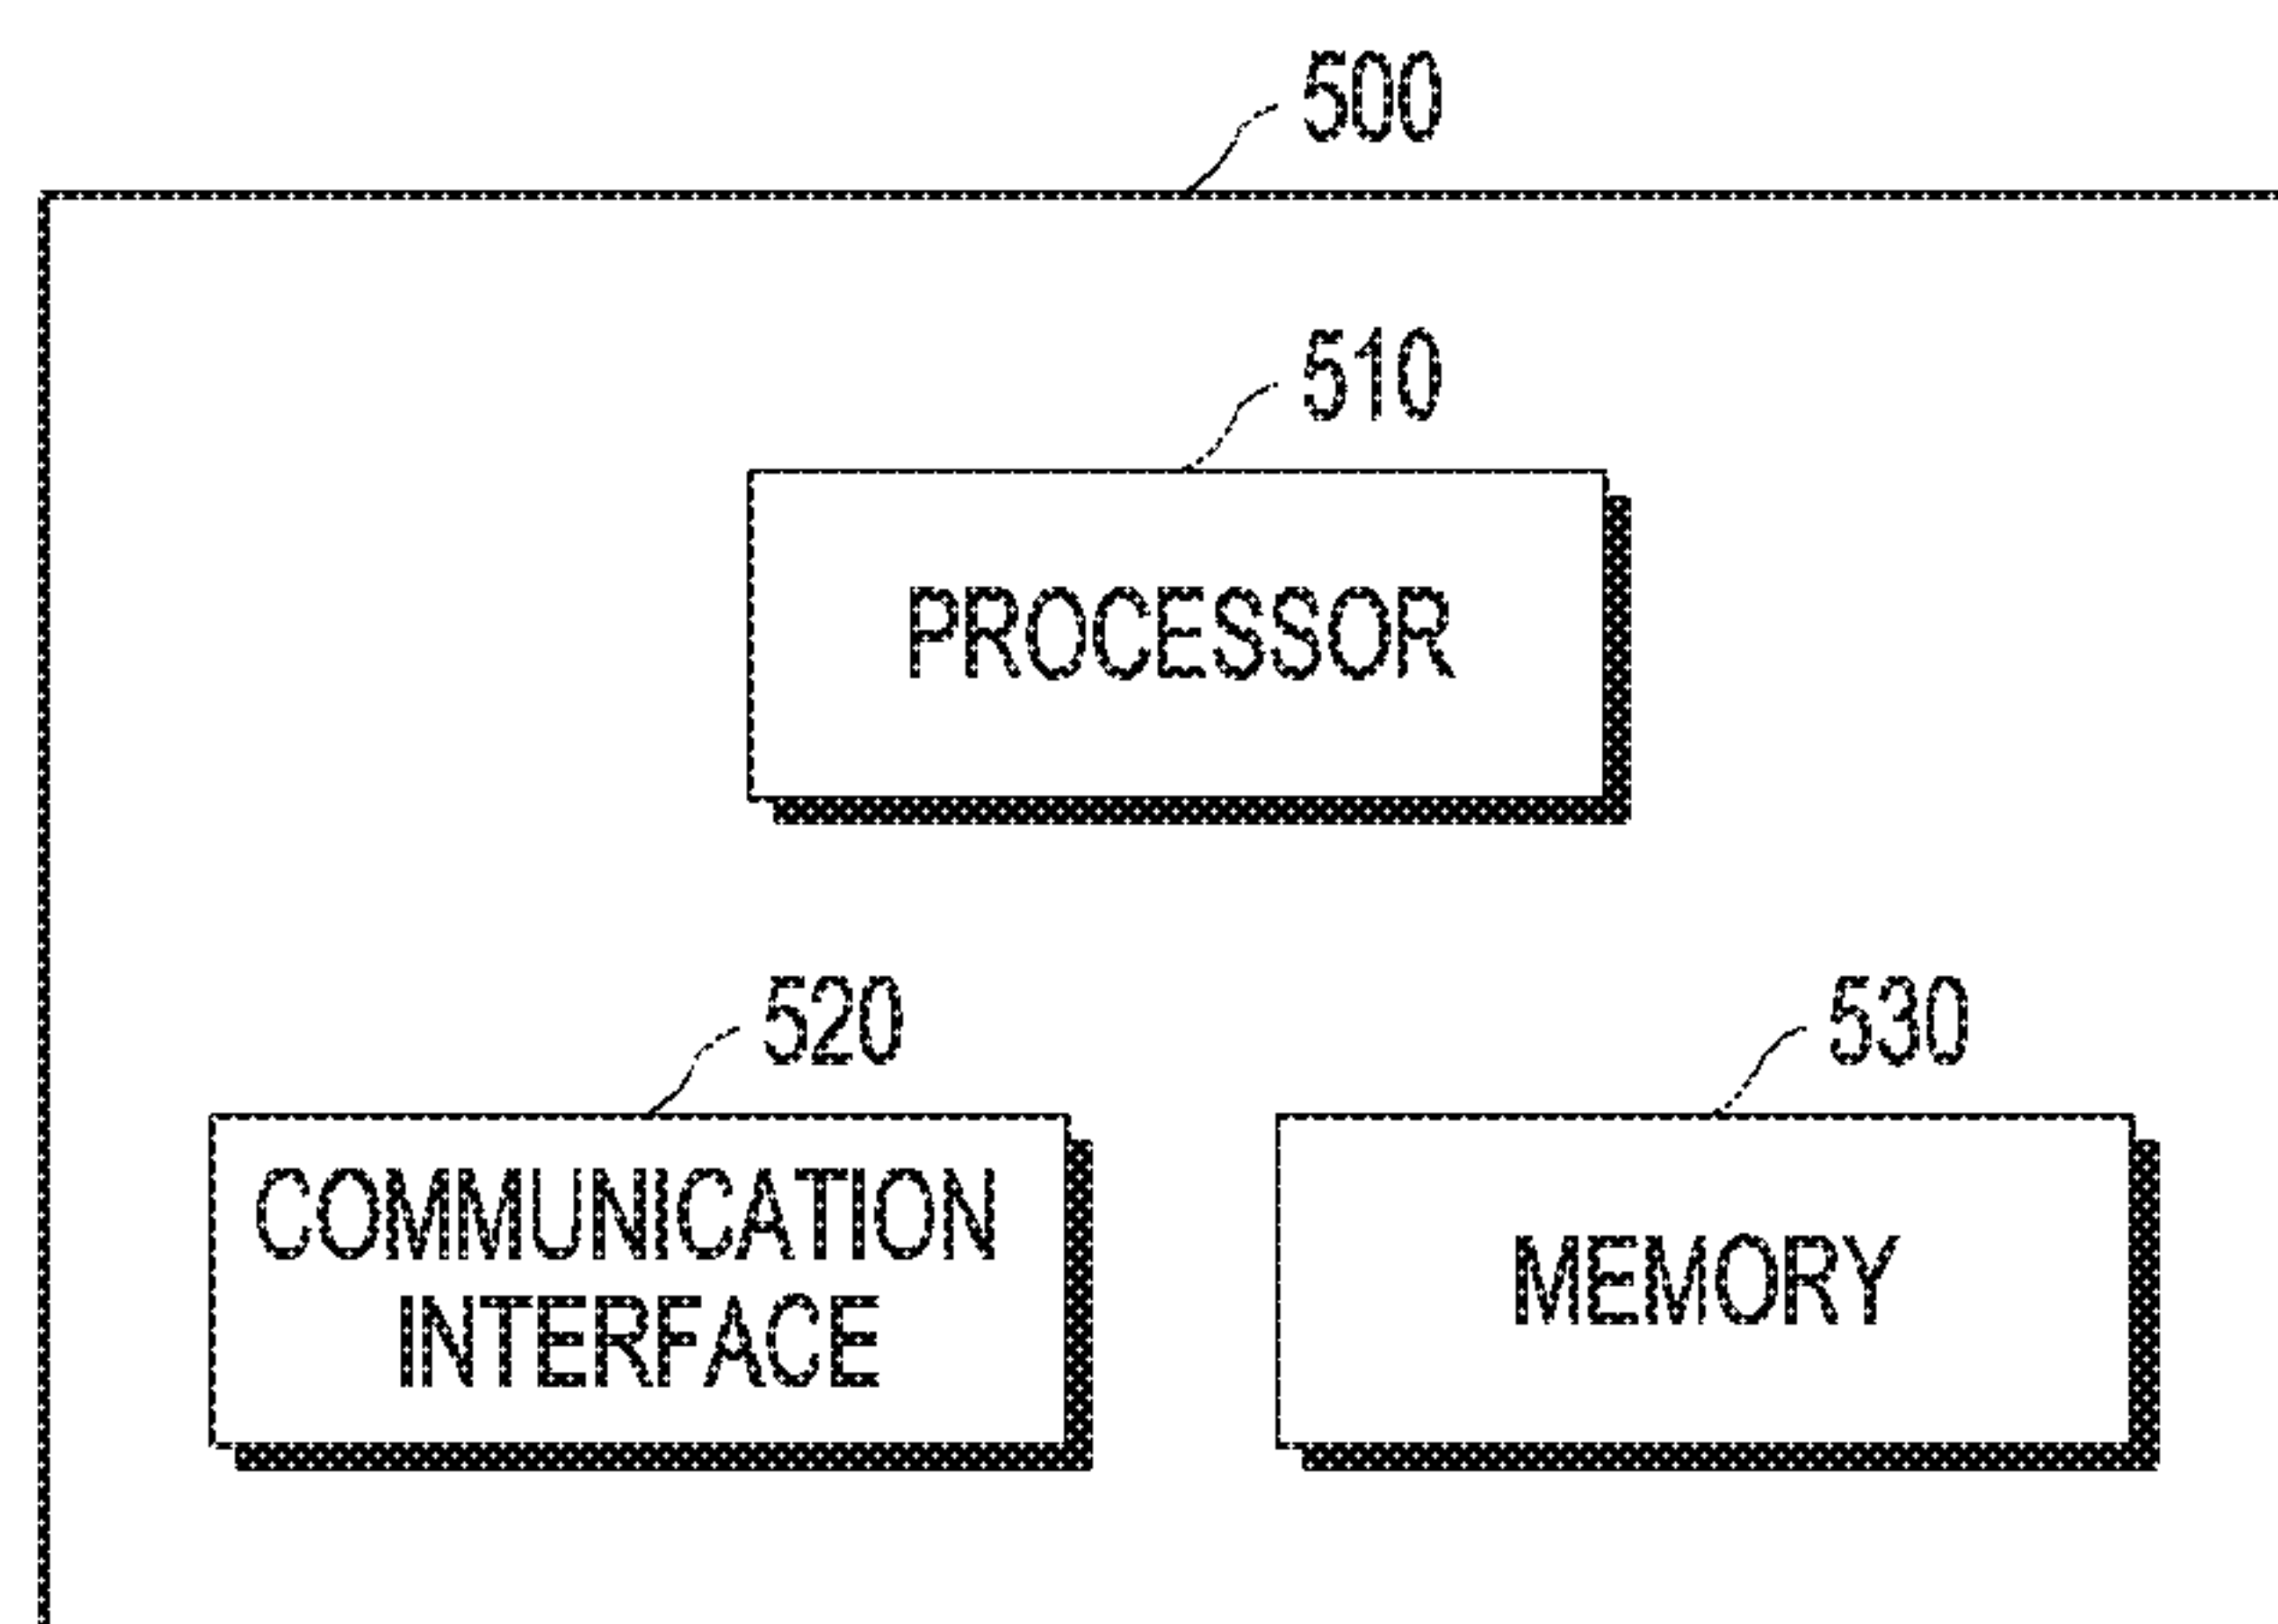 500
510
PROCESSOR
520
530
COMMUNICATION
INTERFACE
MEMORY